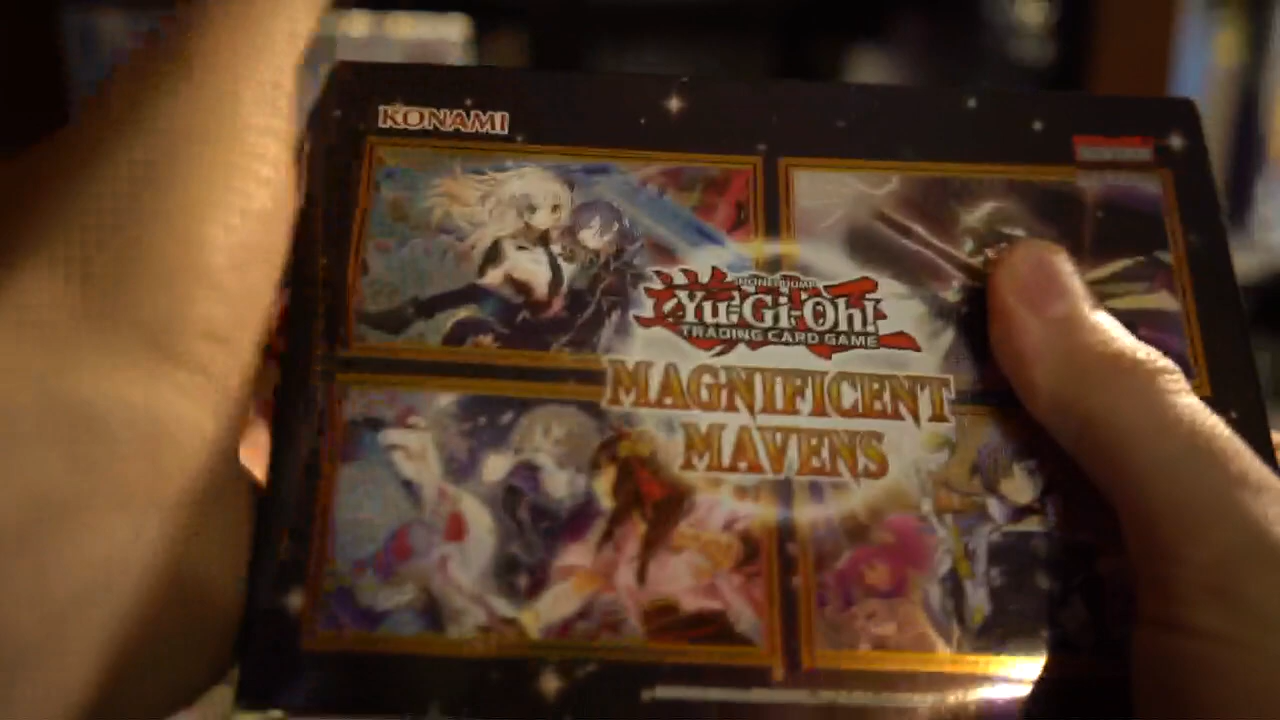 KONAMI
Yu-Gi-Oh!
TRADING CARD GAME
MAGNIFICENT
MAVENS